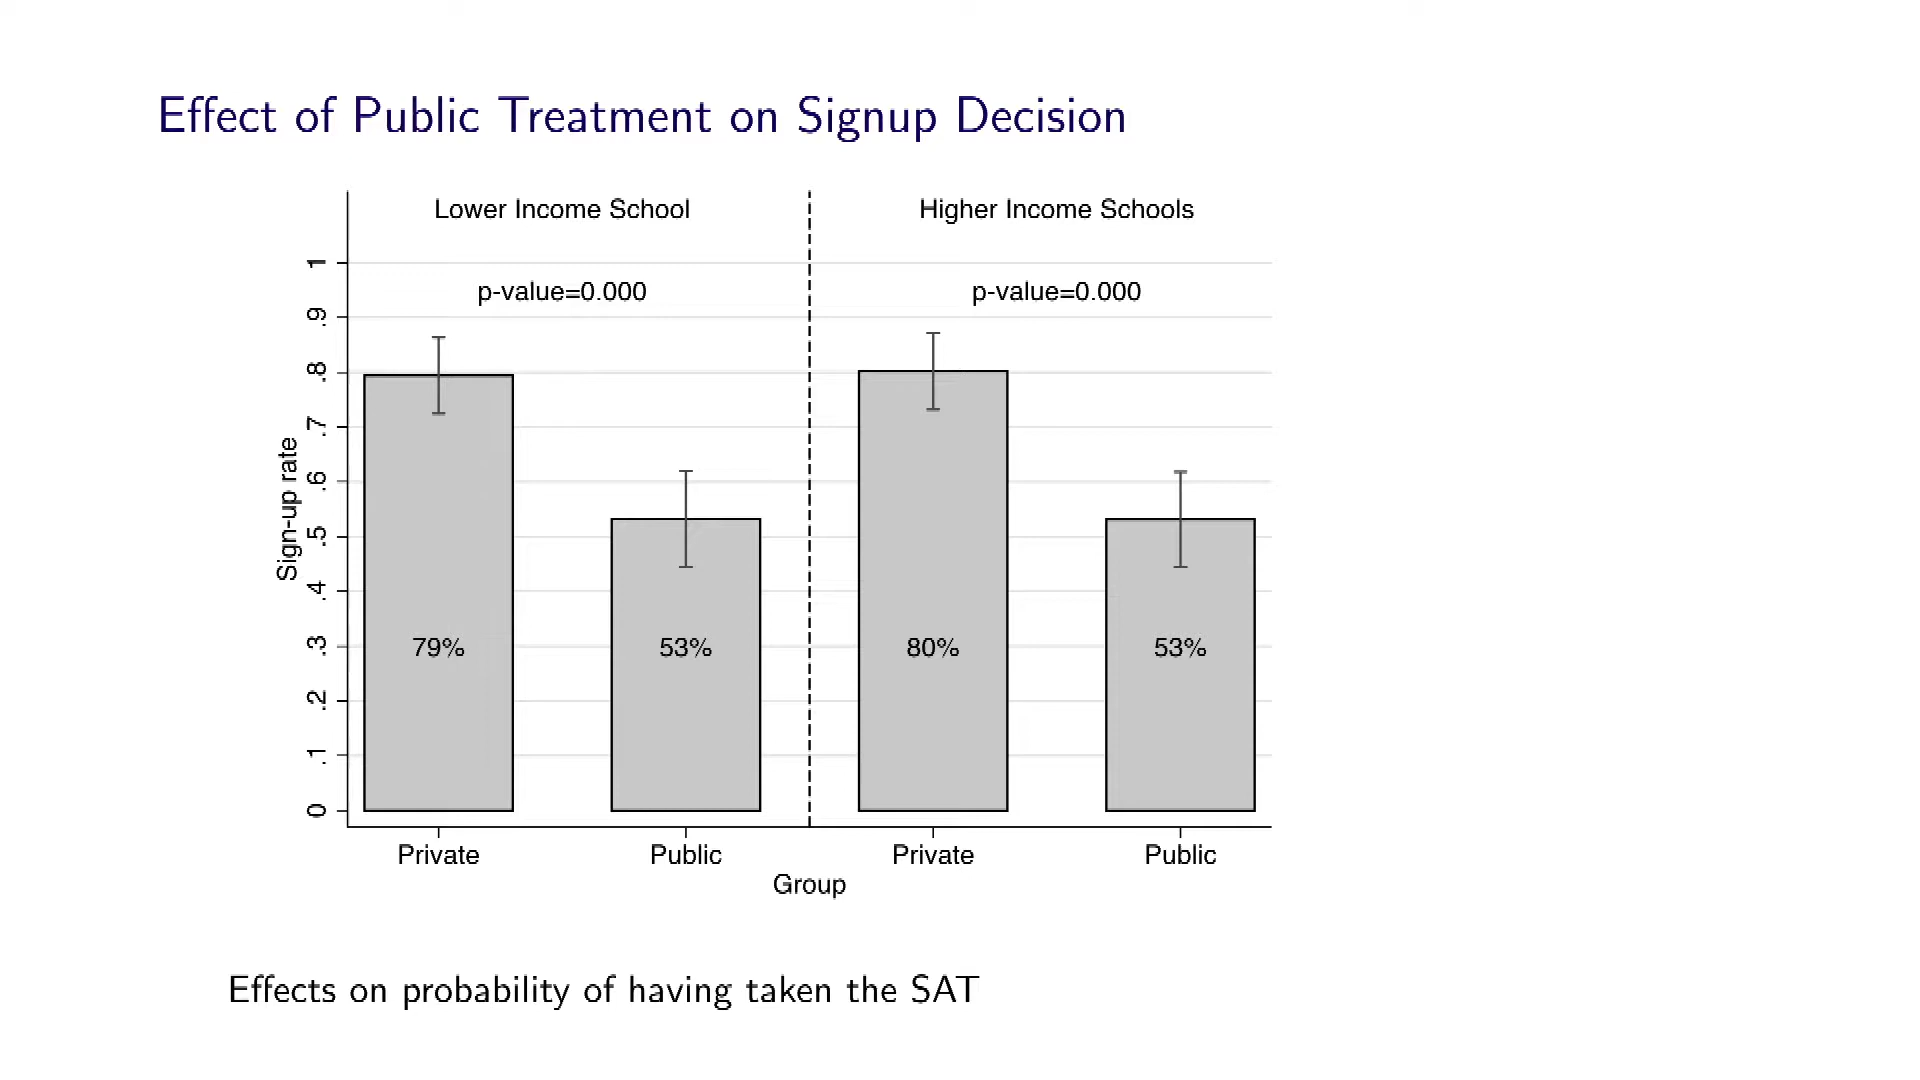 Effect of Public Treatment on Signup Decision
Lower Income School
Higher Income Schools
p-value=0.000
p-value=0.000
Sign-up rate
1
.9
.8
.7
.6
.5
.4
.3
.2
.1
0
79%
53%
80%
53%
Private
Public
Private
Public
Group
Effects on probability of having taken the SAT